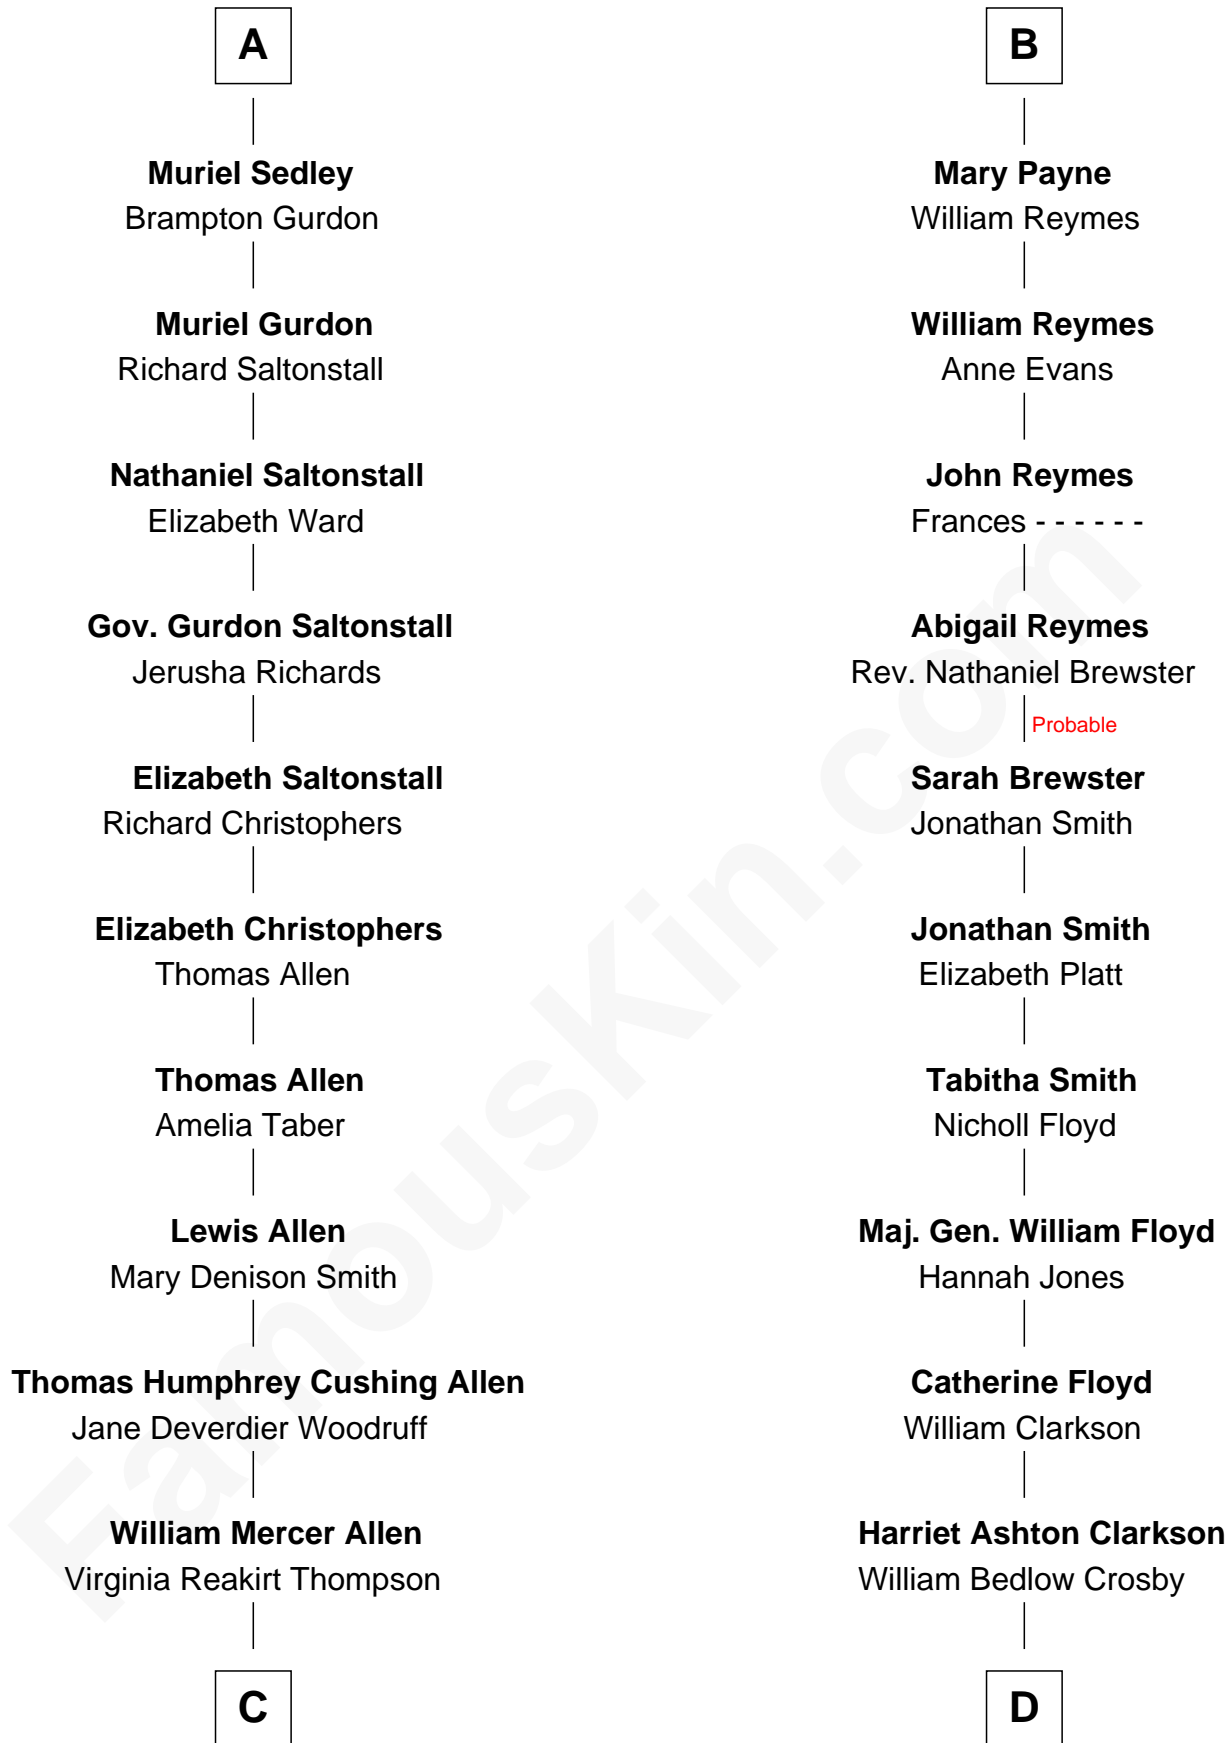 A
Muriel Sedley
Brampton Gurdon
Muriel Gurdon
Richard Saltonstall
Nathaniel Saltonstall
Elizabeth Ward
Gov. Gurdon Saltonstall
Jerusha Richards
Elizabeth Saltonstall
Richard Christophers
Elizabeth Christophers
Thomas Allen
Thomas Allen
Amelia Taber
Lewis Allen
Mary Denison Smith
Thomas Humphrey Cushing Allen
Jane Deverdier Woodruff
William Mercer Allen
Virginia Reakirt Thompson
C
B
Mary Payne
William Reymes
William Reymes
Anne Evans
John Reymes
Frances - - - - - -
Abigail Reymes
Rev. Nathaniel Brewster
Probable
Sarah Brewster
Jonathan Smith
Jonathan Smith
Elizabeth Platt
Tabitha Smith
Nicholl Floyd
Maj. Gen. William Floyd
Hannah Jones
Catherine Floyd
William Clarkson
Harriet Ashton Clarkson
William Bedlow Crosby
D
FamousKin.com